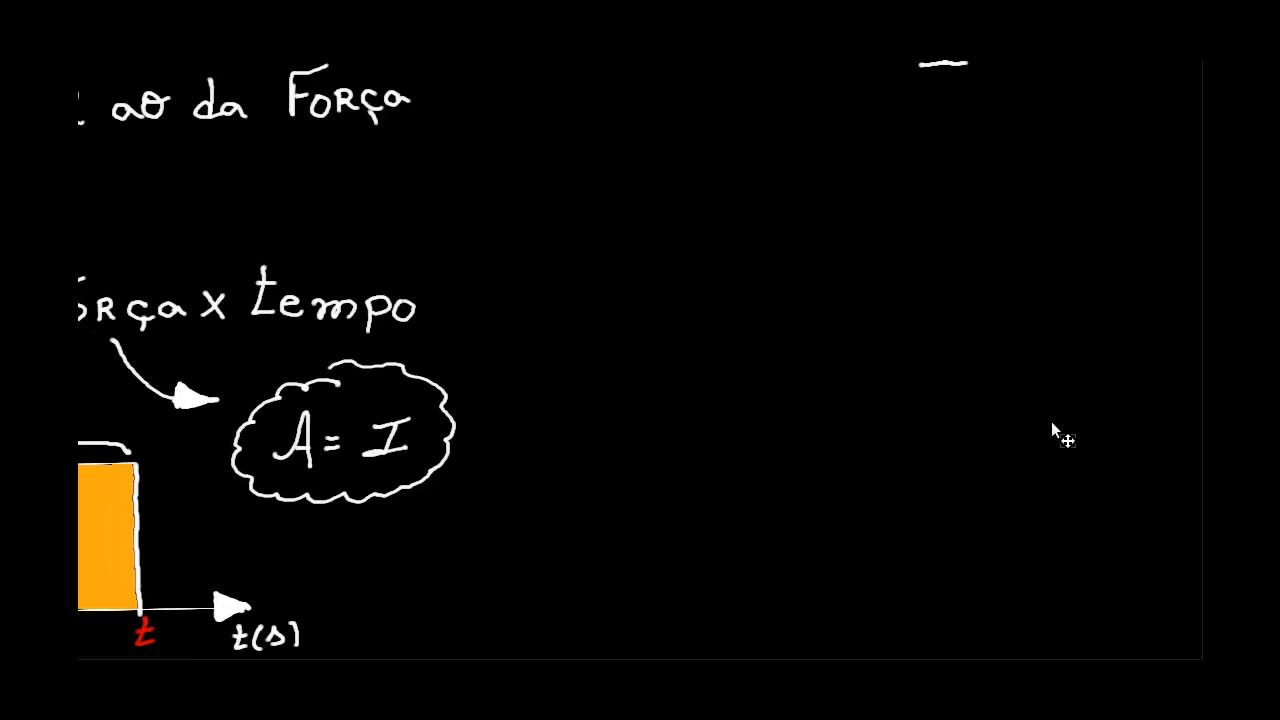 ao da Força
rça x tempo
A = I
t
t(s)